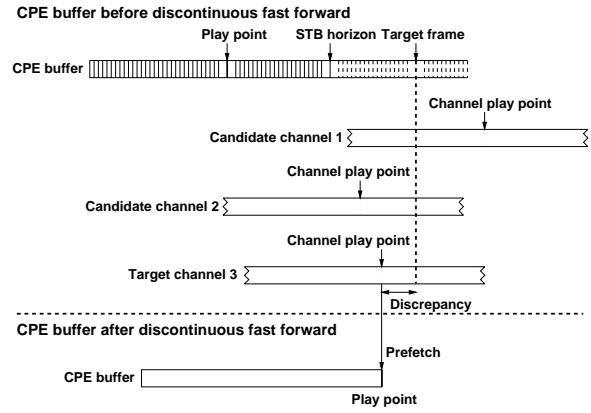 CPE buffer before discontinuous fast forward
Play point STB horizon Target frame
CPE buffer
Channel play point
Candidate channel 1
Channel play point
Candidate channel 2
Channel play point
Target channel 3
Discrepancy
CPE buffer after discontinuous fast forward
Prefetch
CPE buffer
Play point